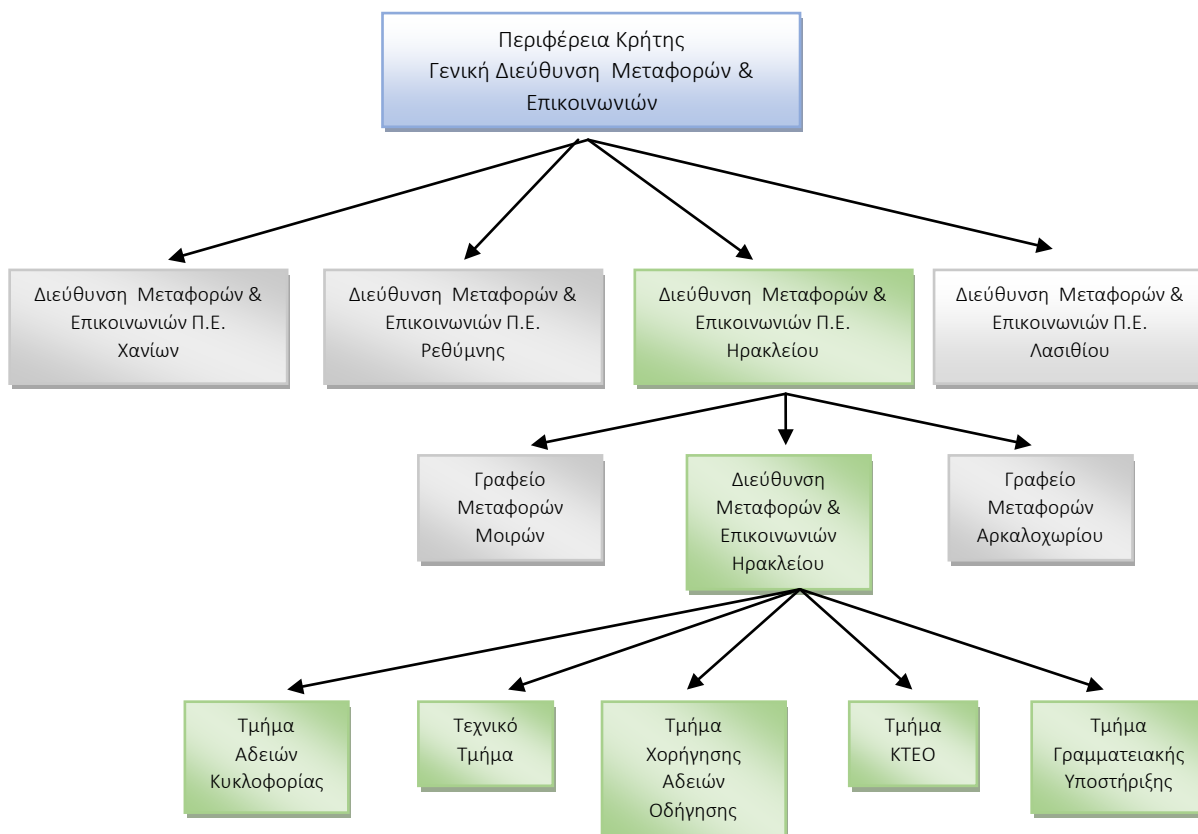 Περιφέρεια Κρήτης
Γενική Διεύθυνση Μεταφορών &
Επικοινωνιών
Διεύθυνση Μεταφορών &
Επικοινωνιών Π.Ε.
Χανίων
Διεύθυνση Μεταφορών &
Επικοινωνιών Π.Ε.
Ρεθύμνης
Διεύθυνση Μεταφορών &
Επικοινωνιών Π.Ε.
Ηρακλείου
Διεύθυνση Μεταφορών &
Επικοινωνιών Π.Ε.
Λασιθίου
Γραφείο
Μεταφορών
Μοιρών
Διεύθυνση
Μεταφορών &
Επικοινωνιών
Ηρακλείου
Γραφείο
Μεταφορών
Αρκαλοχωρίου
Τμήμα
Αδειών
Κυκλοφορίας
Τεχνικό
Τμήμα
Τμήμα
Χορήγησης
Αδειών
Οδήγησης
Τμήμα
ΚΤΕΟ
Τμήμα
Γραμματειακής
Υποστήριξης